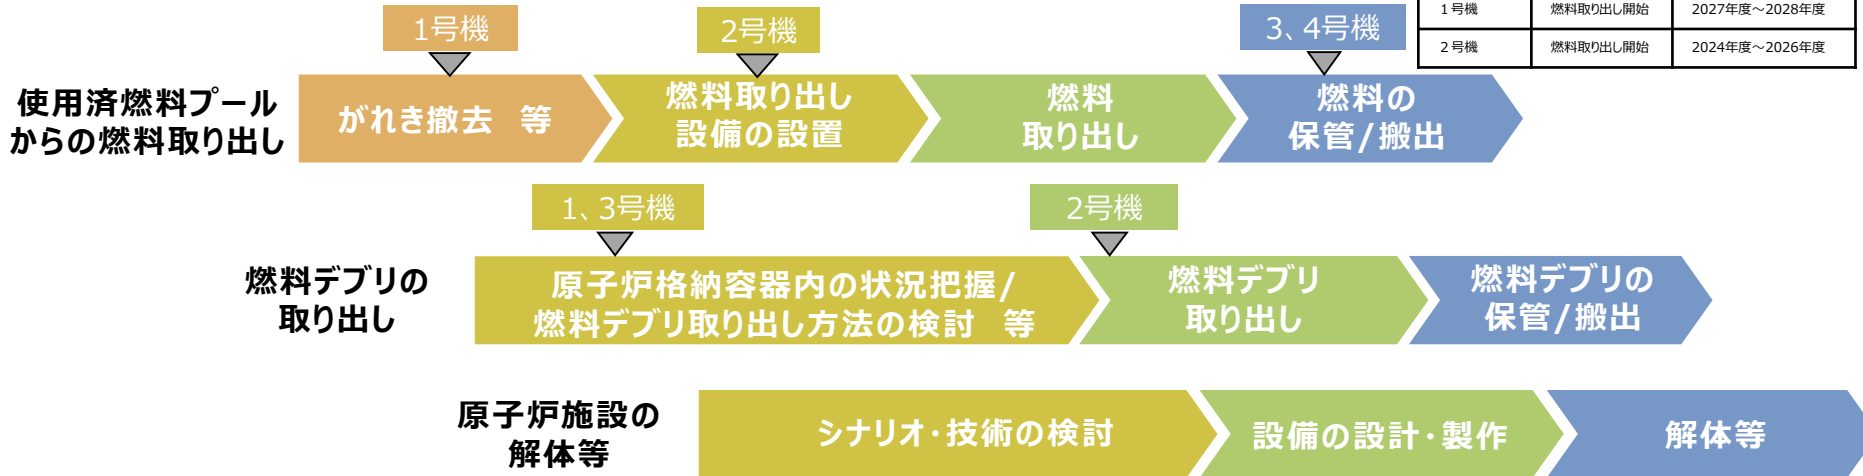 1号機 燃料取り出し開始 2027年度～2028年度
2号機 燃料取り出し開始 2024年度～2026年度
1号機
2号機
3、4号機
使用済燃料プール
からの燃料取り出し
がれき撤去 等
燃料取り出し
設備の設置
燃料
取り出し
燃料の
保管/搬出
1、3号機
2号機
燃料デブリの
取り出し
原子炉格納容器内の状況把握/
燃料デブリ取り出し方法の検討 等
燃料デブリ
取り出し
燃料デブリの
保管/搬出
原子炉施設の
解体等
シナリオ・技術の検討
設備の設計・製作
解体等